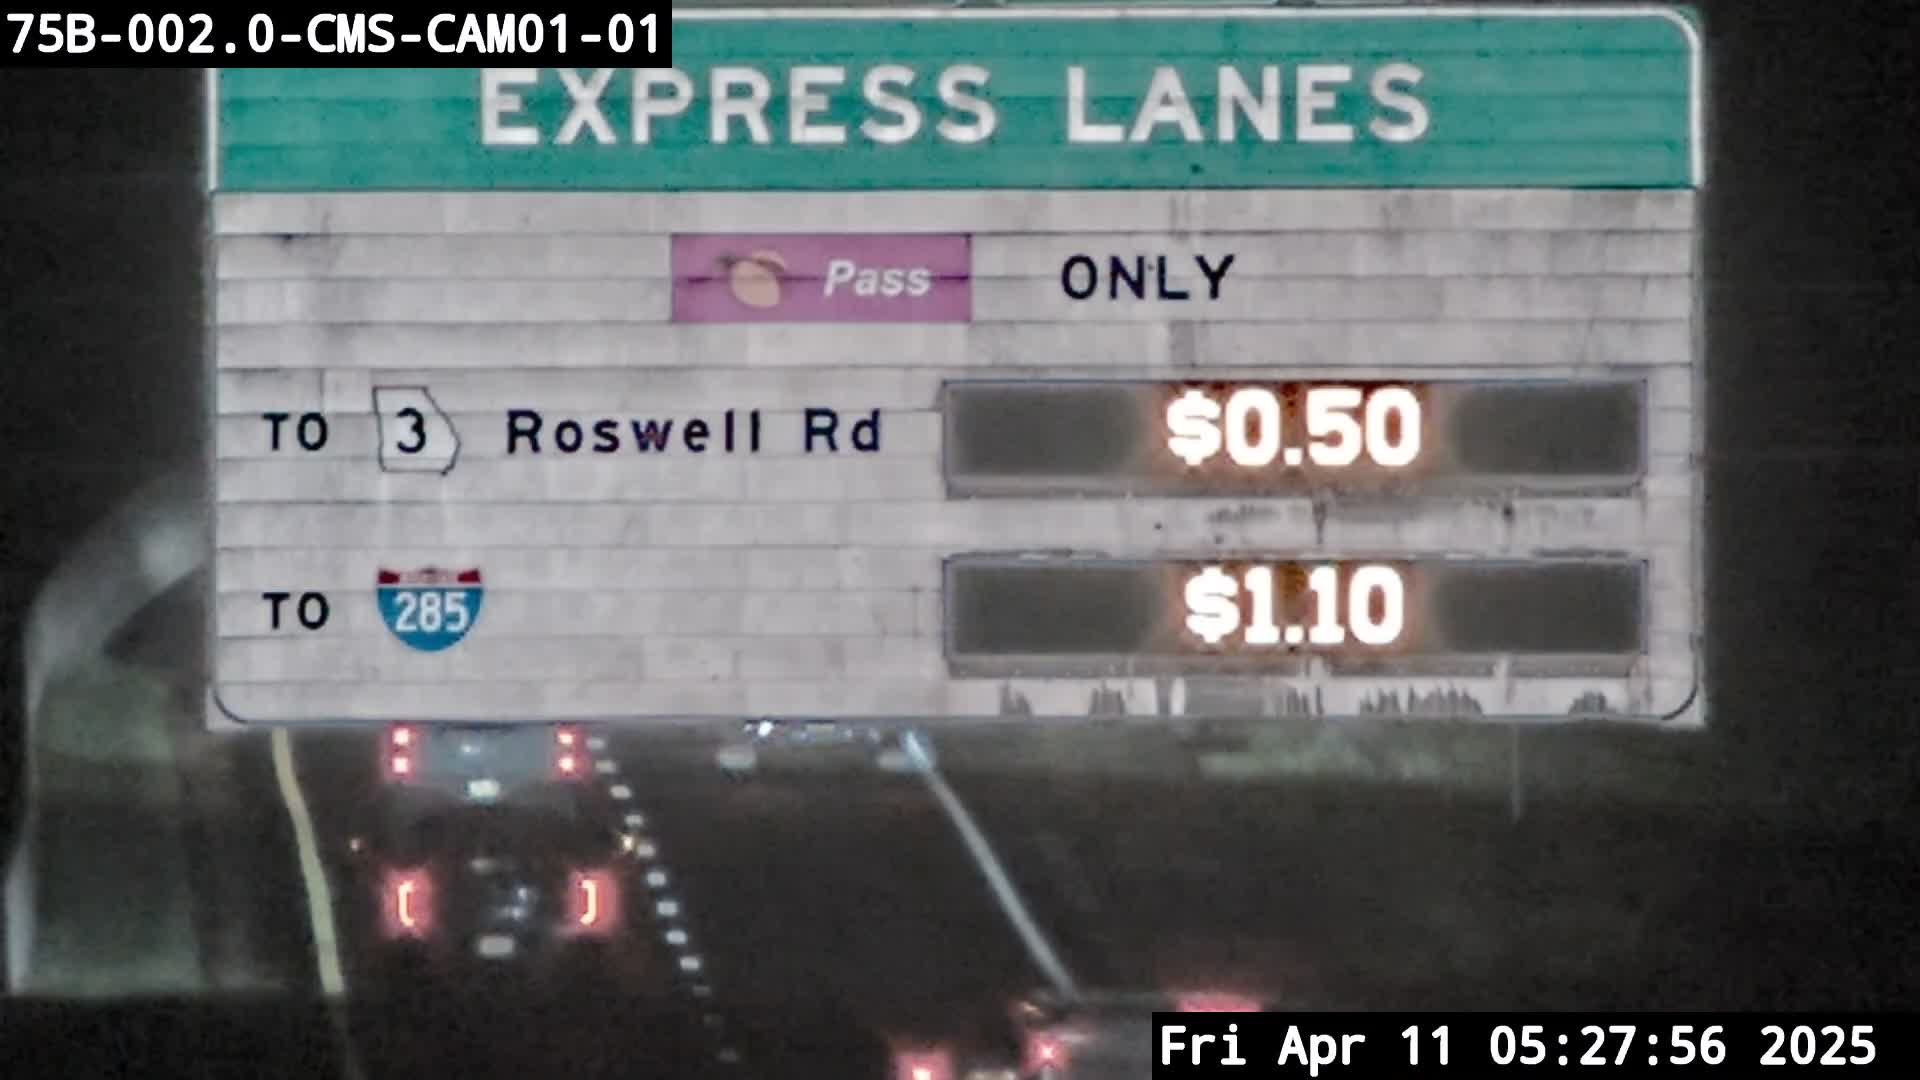 75B-002.0-CMS-CAM01-01
EXPRESS LANES
Pass ONLY
TO 3 Roswell Rd $0.50
TO 285 $1.10
Fri Apr 11 05:27:56 2025